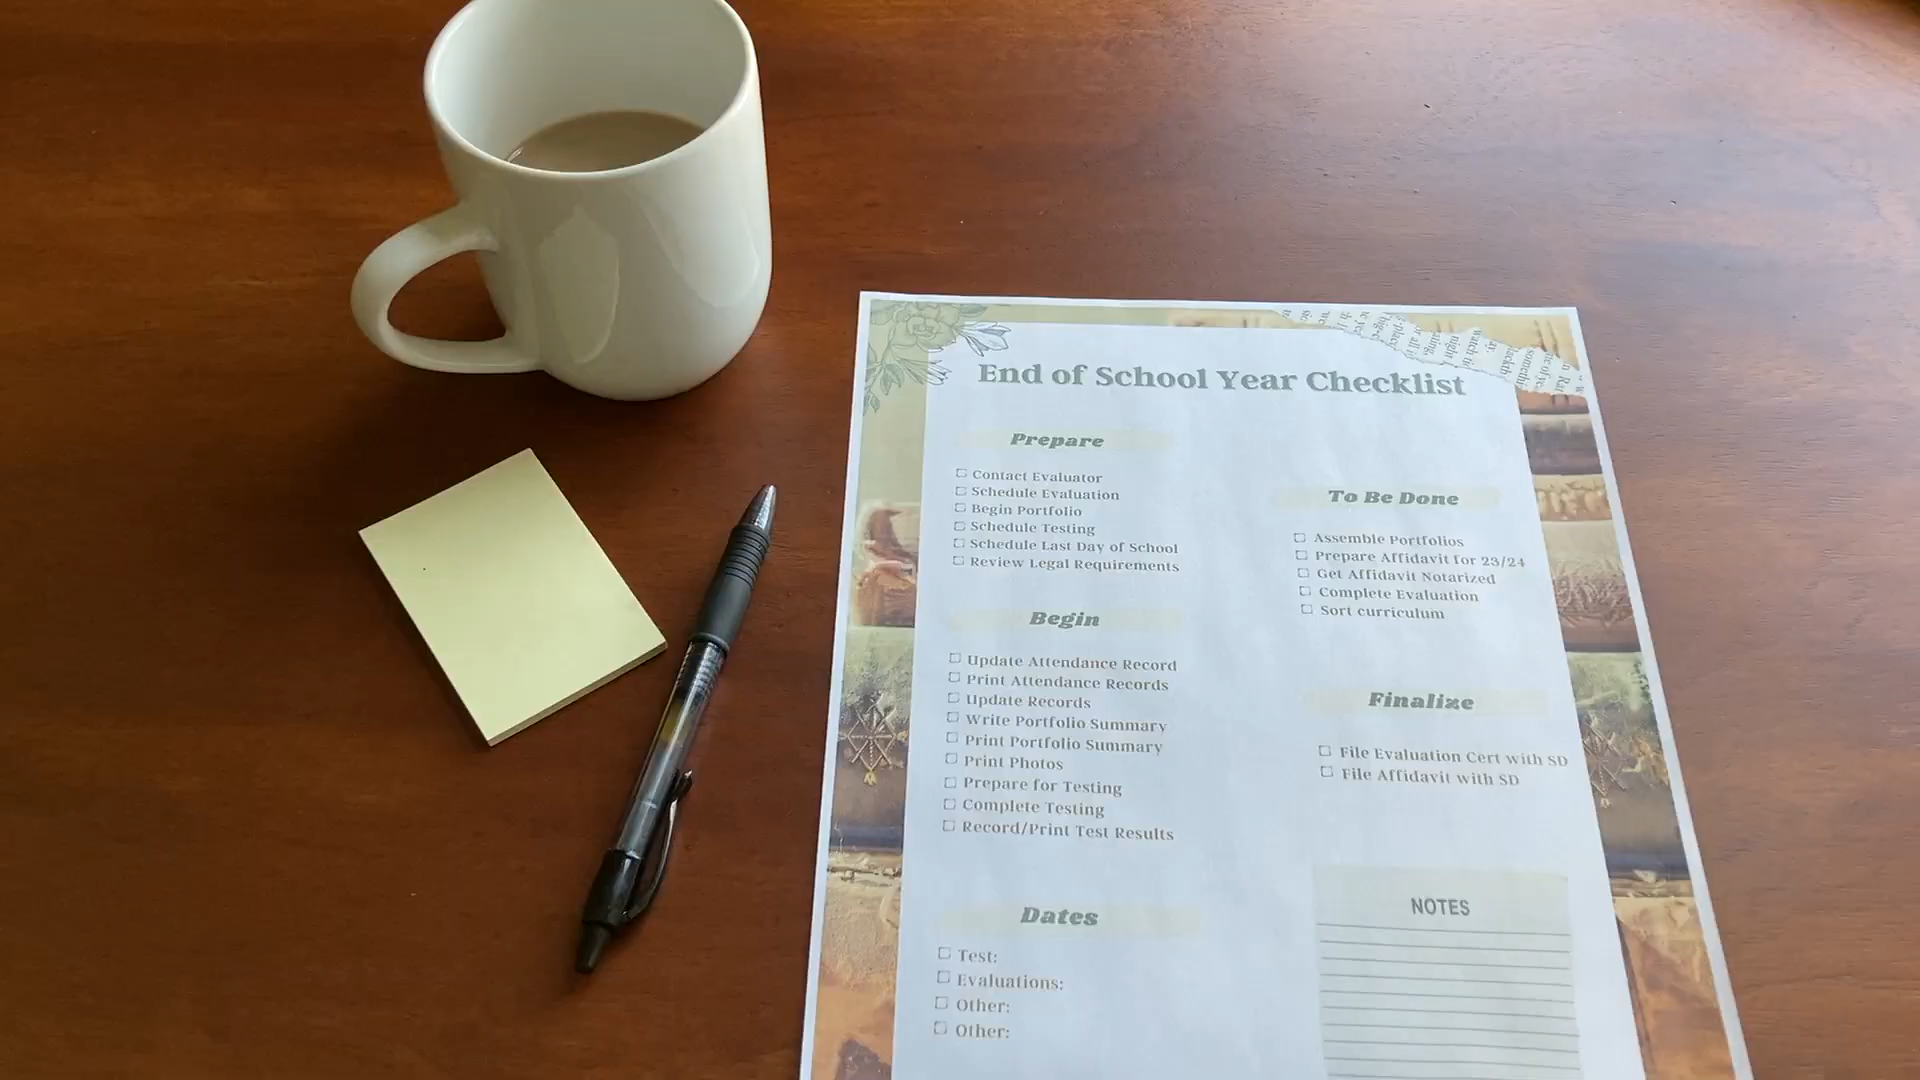 End of School Year Checklist
Prepare
Contact Evaluator
Schedule Evaluation
Begin Portfolio
Schedule Testing
Schedule Last Day of School
Review Legal Requirements
Begin
Update Attendance Record
Print Attendance Records
Update Records
Write Portfolio Summary
Print Portfolio Summary
Print Photos
Prepare for Testing
Complete Testing
Record/Print Test Results
Dates
Test:
Evaluations:
Other:
Other:
To Be Done
Assemble Portfolios
Prepare Affidavit for 23/24
Get Affidavit Notarized
Complete Evaluation
Sort curriculum
Finalize
File Evaluation Cert with SD
File Affidavit with SD
NOTES